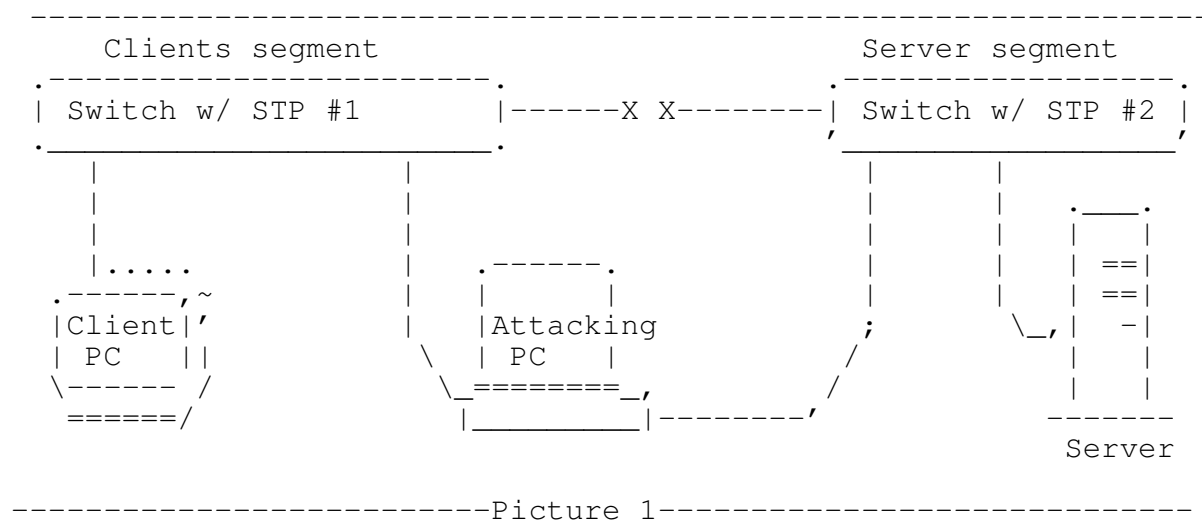 Clients segment Server segment
Switch w/ STP #1 X X Switch w/ STP #2
Client Attacking
PC PC
Server
Picture 1